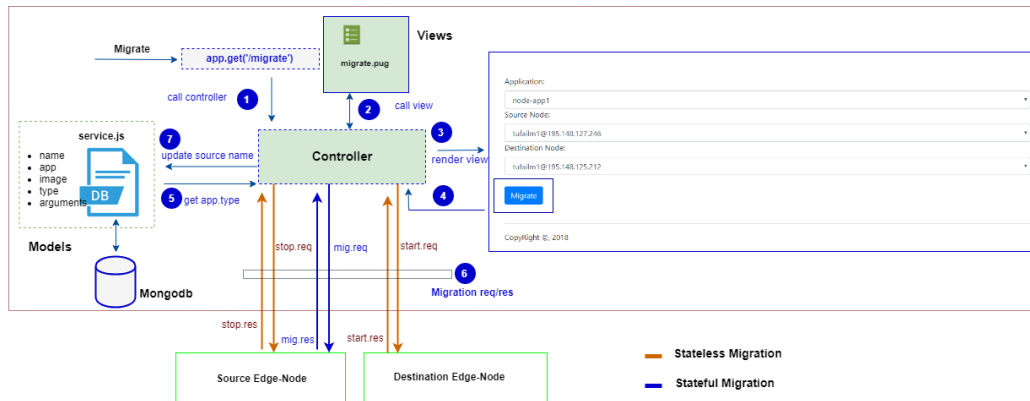 Migrate
app.get('/migrate')
migrate.pug
Views
call controller
1
2
call view
Application:
node-app1
Source Node:
tufailm1@195.148.127.246
Destination Node:
tufailm1@195.148.125.212
Migrate
CopyRight ©, 2018
service.js
name
app
image
type
arguments
DB
7
update source name
5
get app.type
Controller
3
render view
4
Models
Mongodb
stop.req
mig.req
start.req
6
Migration req/res
stop.res
mig.res
start.res
Source Edge-Node
Destination Edge-Node
Stateless Migration
Stateful Migration